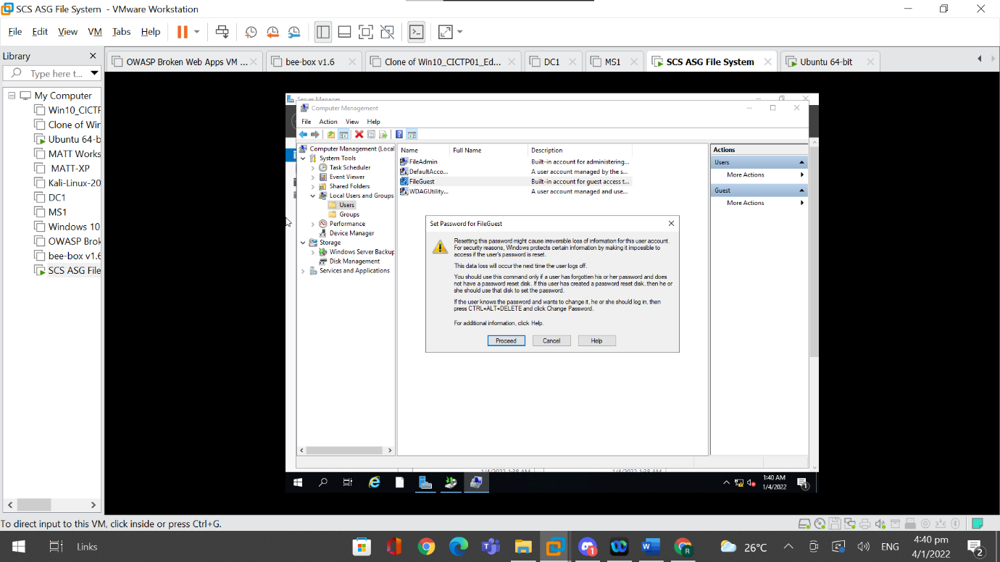 SCS ASG File System - VMware Workstation
File Edit View VM Tabs Help
Library
Type here t...
OWASP Broken Web Apps VM ...
bee-box v1.6
Clone of Win10_CICTP01_Ed...
DC1
MS1
SCS ASG File System
Ubuntu 64-bit
My Computer
Win10_CICTF
Clone of Wir
Ubuntu 64-b
MATT Works
MATT-XP
Kali-Linux-20
DC1
MS1
Windows 10
OWASP Brok
bee-box v1.6
SCS ASG File
Server Manager
Computer Management
File Action View Help
Computer Management (Local
System Tools
Task Scheduler
Event Viewer
Shared Folders
Local Users and Groups
Users
Groups
Performance
Device Manager
Storage
Windows Server Backup
Disk Management
Services and Applications
Name Full Name Description
FileAdmin Built-in account for administering...
DefaultAcco... A user account managed by the s...
FileGuest Built-in account for guest access t...
WDAGUtility... A user account managed and use...
Actions
Users
More Actions
Guest
More Actions
Set Password for FileGuest
Resetting this password might cause irreversible loss of information for this user account.
For security reasons, Windows protects certain information by making it impossible to
access if the user's password is reset.
This data loss will occur the next time the user logs off.
You should use this command only if a user has forgotten his or her password and does
not have a password reset disk. If this user has created a password reset disk, then he or
she should use that disk to set the password.
If the user knows the password and wants to change it, he or she should log in, then
press CTRL+ALT+DELETE and click Change Password.
For additional information, click Help.
Proceed Cancel Help
1/4/2022 1:38 AM 1/4/2022 1:38 AM
1:40 AM
1/4/2022
1
To direct input to this VM, click inside or press Ctrl+G.
Links
1
R
26°C
ENG
4:40 pm
4/1/2022
2